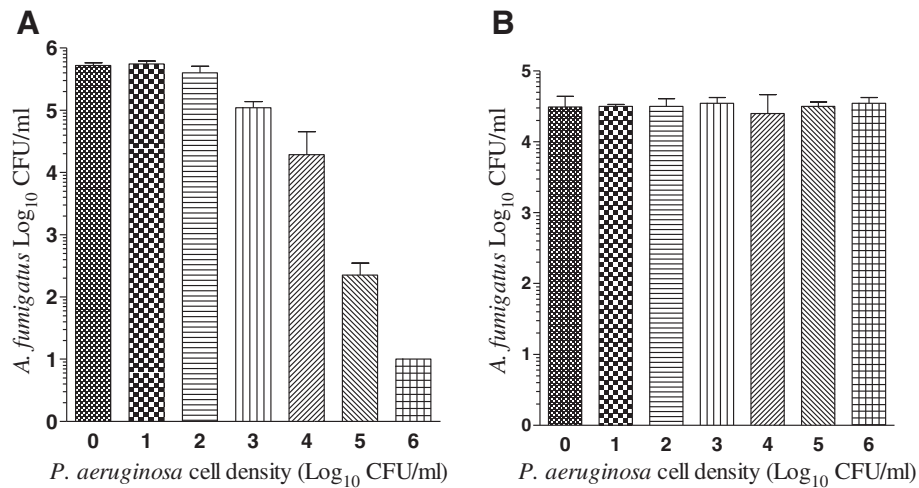 A
B
A. fumigatus Log10 CFU/ml
6
5
4
3
2
1
0
0 1 2 3 4 5 6
P. aeruginosa cell density (Log10 CFU/ml)
A. fumigatus Log10 CFU/ml
5
4
3
2
1
0
0 1 2 3 4 5 6
P. aeruginosa cell density (Log10 CFU/ml)